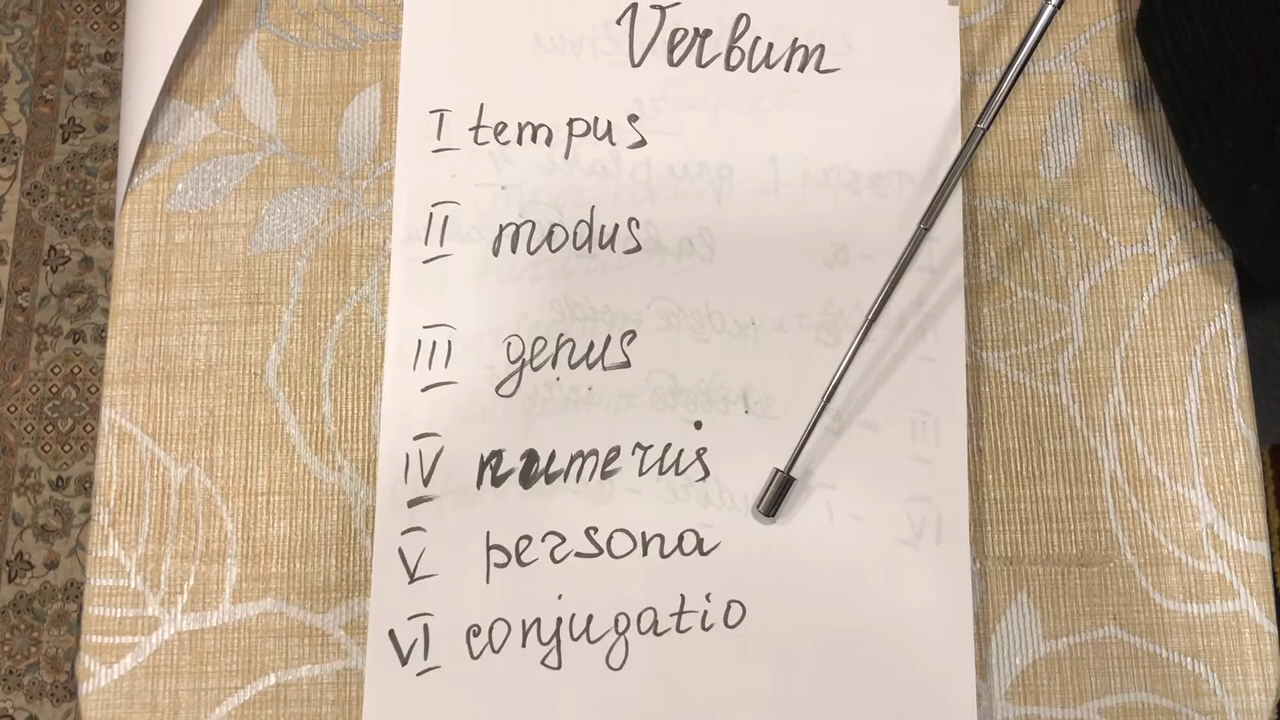 Verbum
I tempus
II modus
III genus
IV numerus
V persona
VI conjugatio